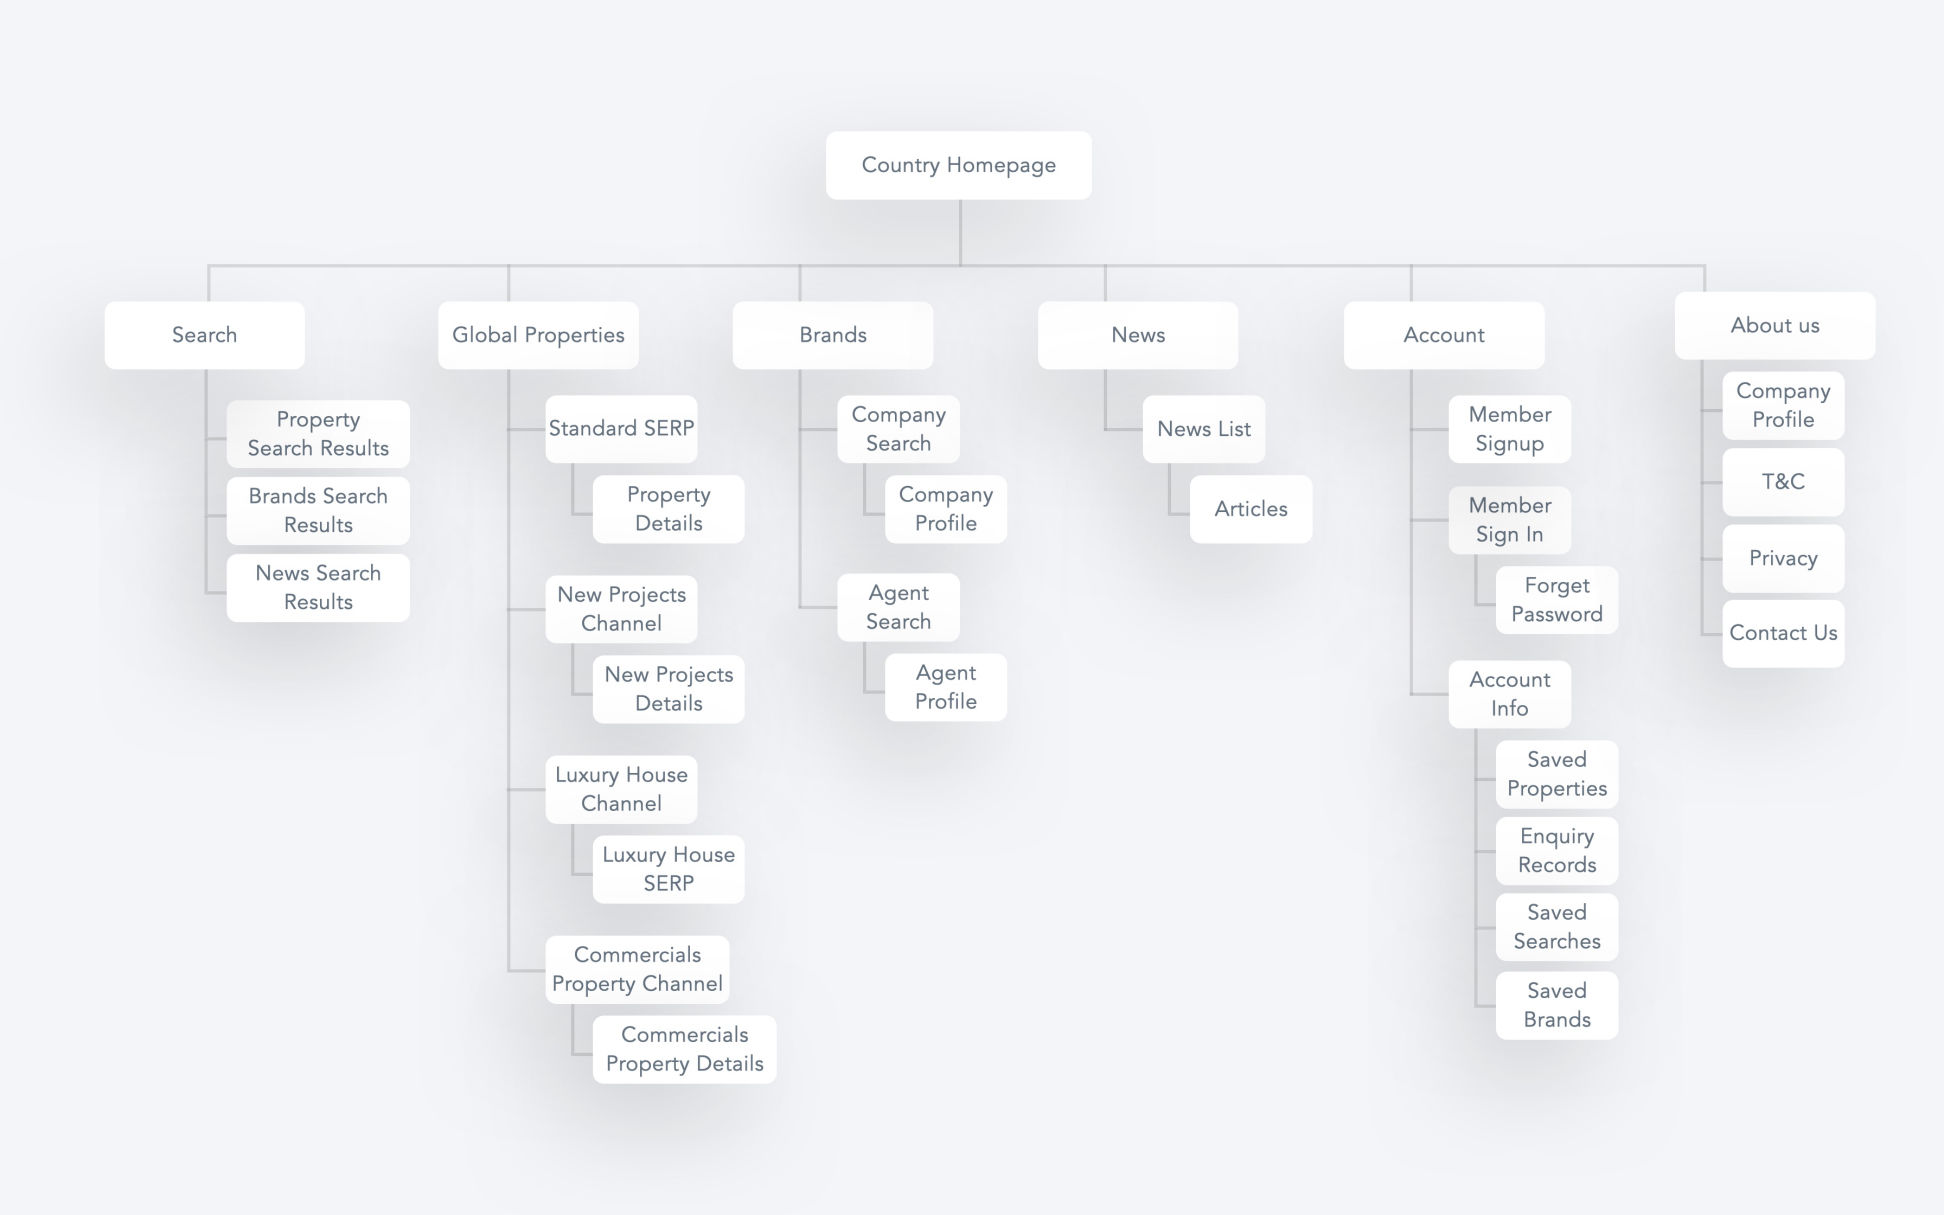 Country Homepage
Search
Property
Search Results
Brands Search
Results
News Search
Results
Global Properties
Standard SERP
Property
Details
New Projects
Channel
New Projects
Details
Luxury House
Channel
Luxury House
SERP
Commercials
Property Channel
Commercials
Property Details
Brands
Company
Search
Company
Profile
Agent
Search
Agent
Profile
News
News List
Articles
Account
Member
Signup
Member
Sign In
Forget
Password
Account
Info
Saved
Properties
Enquiry
Records
Saved
Searches
Saved
Brands
About us
Company
Profile
T&C
Privacy
Contact Us